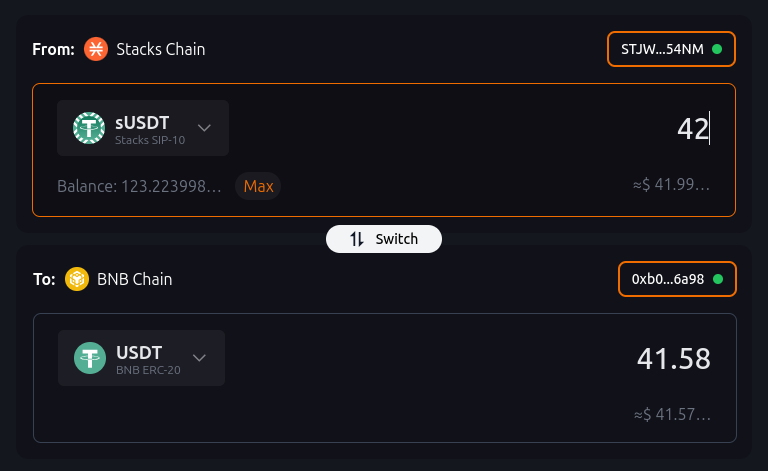 From: Stacks Chain
STJW...54NM
sUSDT
Stacks SIP-10
42
Balance: 123.223998...
Max
≈$ 41.99...
Switch
To: BNB Chain
0xb0...6a98
USDT
BNB ERC-20
41.58
≈$ 41.57...